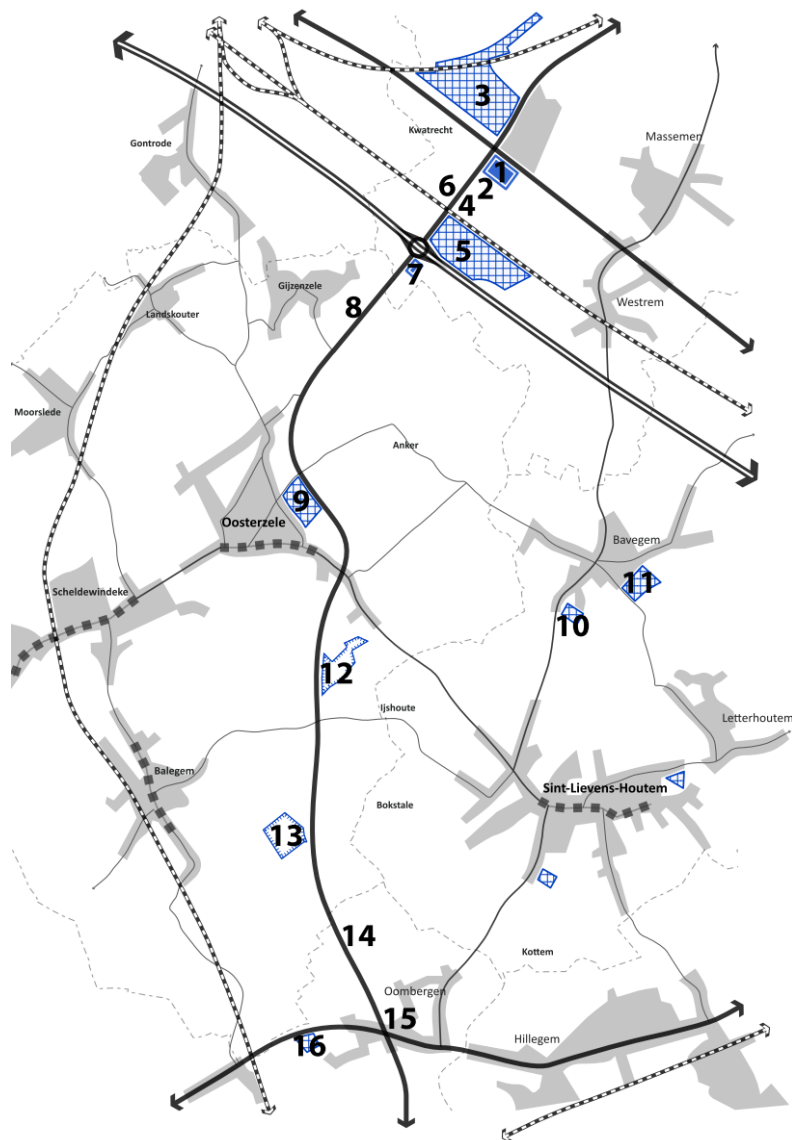 3
Kwatrecht
Massemen
Gontrode
1
6
2
4
5
7
Gijzenzele
8
Westrem
Landskouter
Moorslede
Anker
9
Oosterzele
Bavegem
11
Scheldewindeke
10
12
Ijshoute
Letterhoutem
Balegem
Sint-Lievens-Houtem
Bokstale
13
14
Kottem
Oombergen
15
Hillegem
16